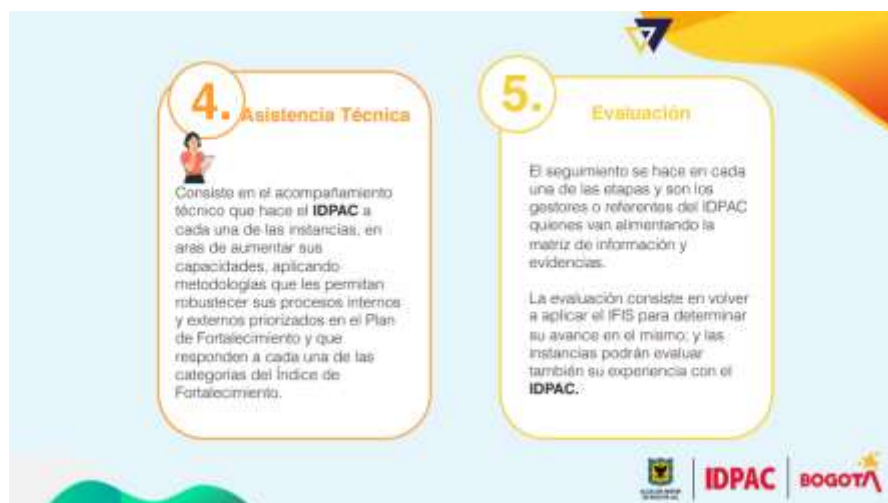 4.
Asistencia Técnica
Consiste en el acompañamiento
técnico que hace el IDPAC a
cada una de las instancias, en
aras de aumentar sus
capacidades, aplicando
metodologías que les permitan
robustecer sus procesos internos
y externos priorizados en el Plan
de Fortalecimiento y que
responden a cada una de las
categorías del Índice de
Fortalecimiento.
5.
Evaluación
El seguimiento se hace en cada
una de las etapas y son los
gestores o referentes del IDPAC
quienes van alimentando la
matriz de información y
evidencias.
La evaluación consiste en volver
a aplicar el IFIS para determinar
su avance en el mismo; y las
instancias podrán evaluar
también su experiencia con el
IDPAC.
IDPAC
BOGOTÁ